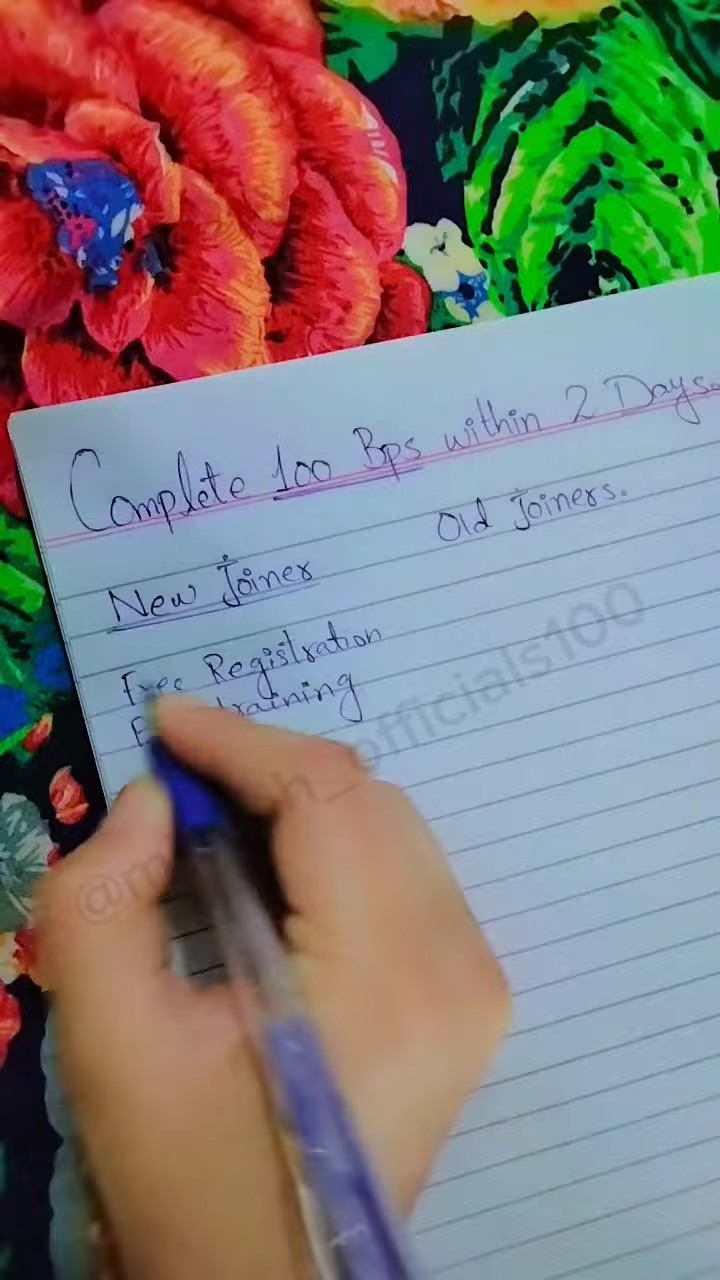 Complete 100 Bps within 2 Days.
New Joiner
Old Joiners.
Free Registration
training